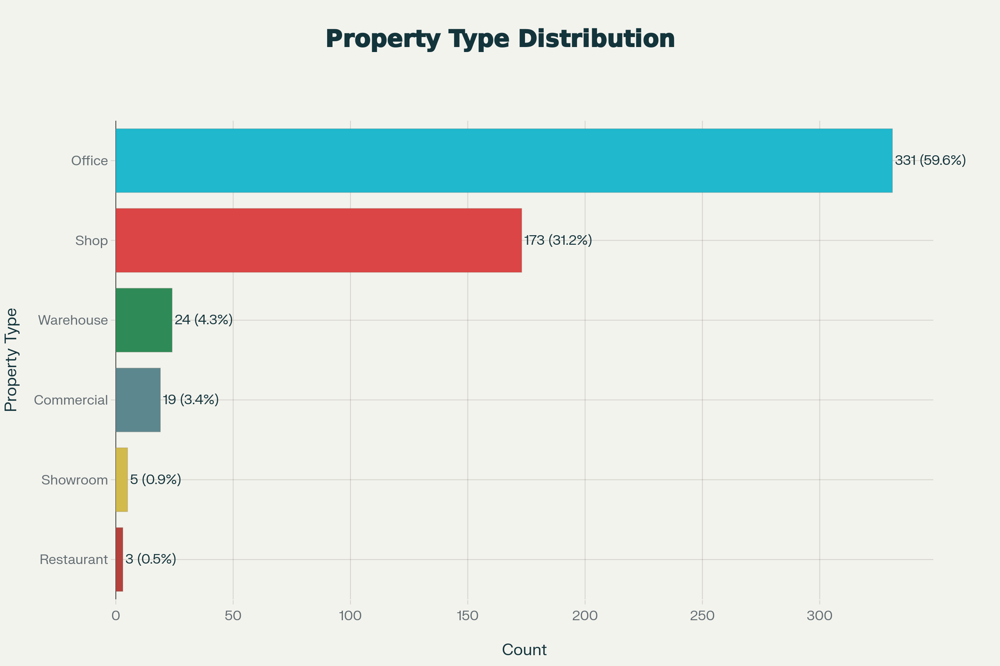 Property Type Distribution
Office
331 (59.6%)
Shop
173 (31.2%)
Warehouse
24 (4.3%)
Commercial
19 (3.4%)
Showroom
5 (0.9%)
Restaurant
3 (0.5%)
Property Type
0
50
100
150
200
250
300
Count